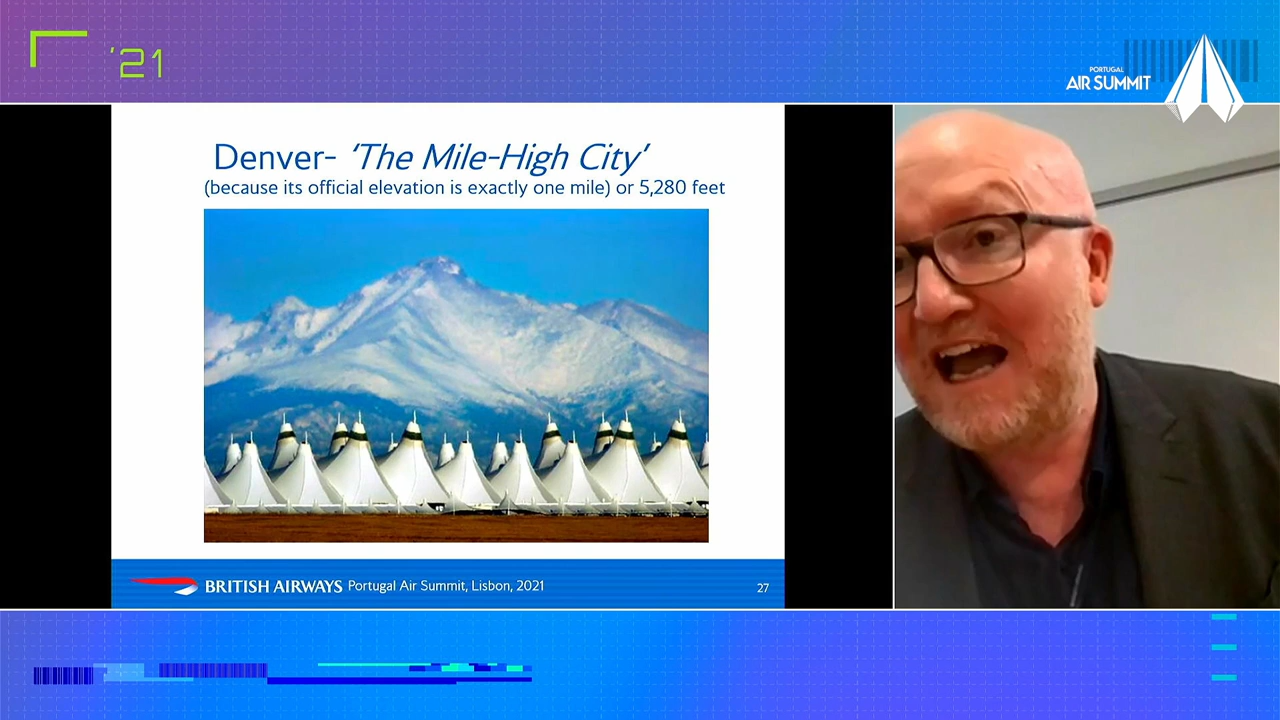 '21
PORTUGAL
AIR SUMMIT
Denver- 'The Mile-High City'
(because its official elevation is exactly one mile) or 5,280 feet
BRITISH AIRWAYS Portugal Air Summit, Lisbon, 2021
27